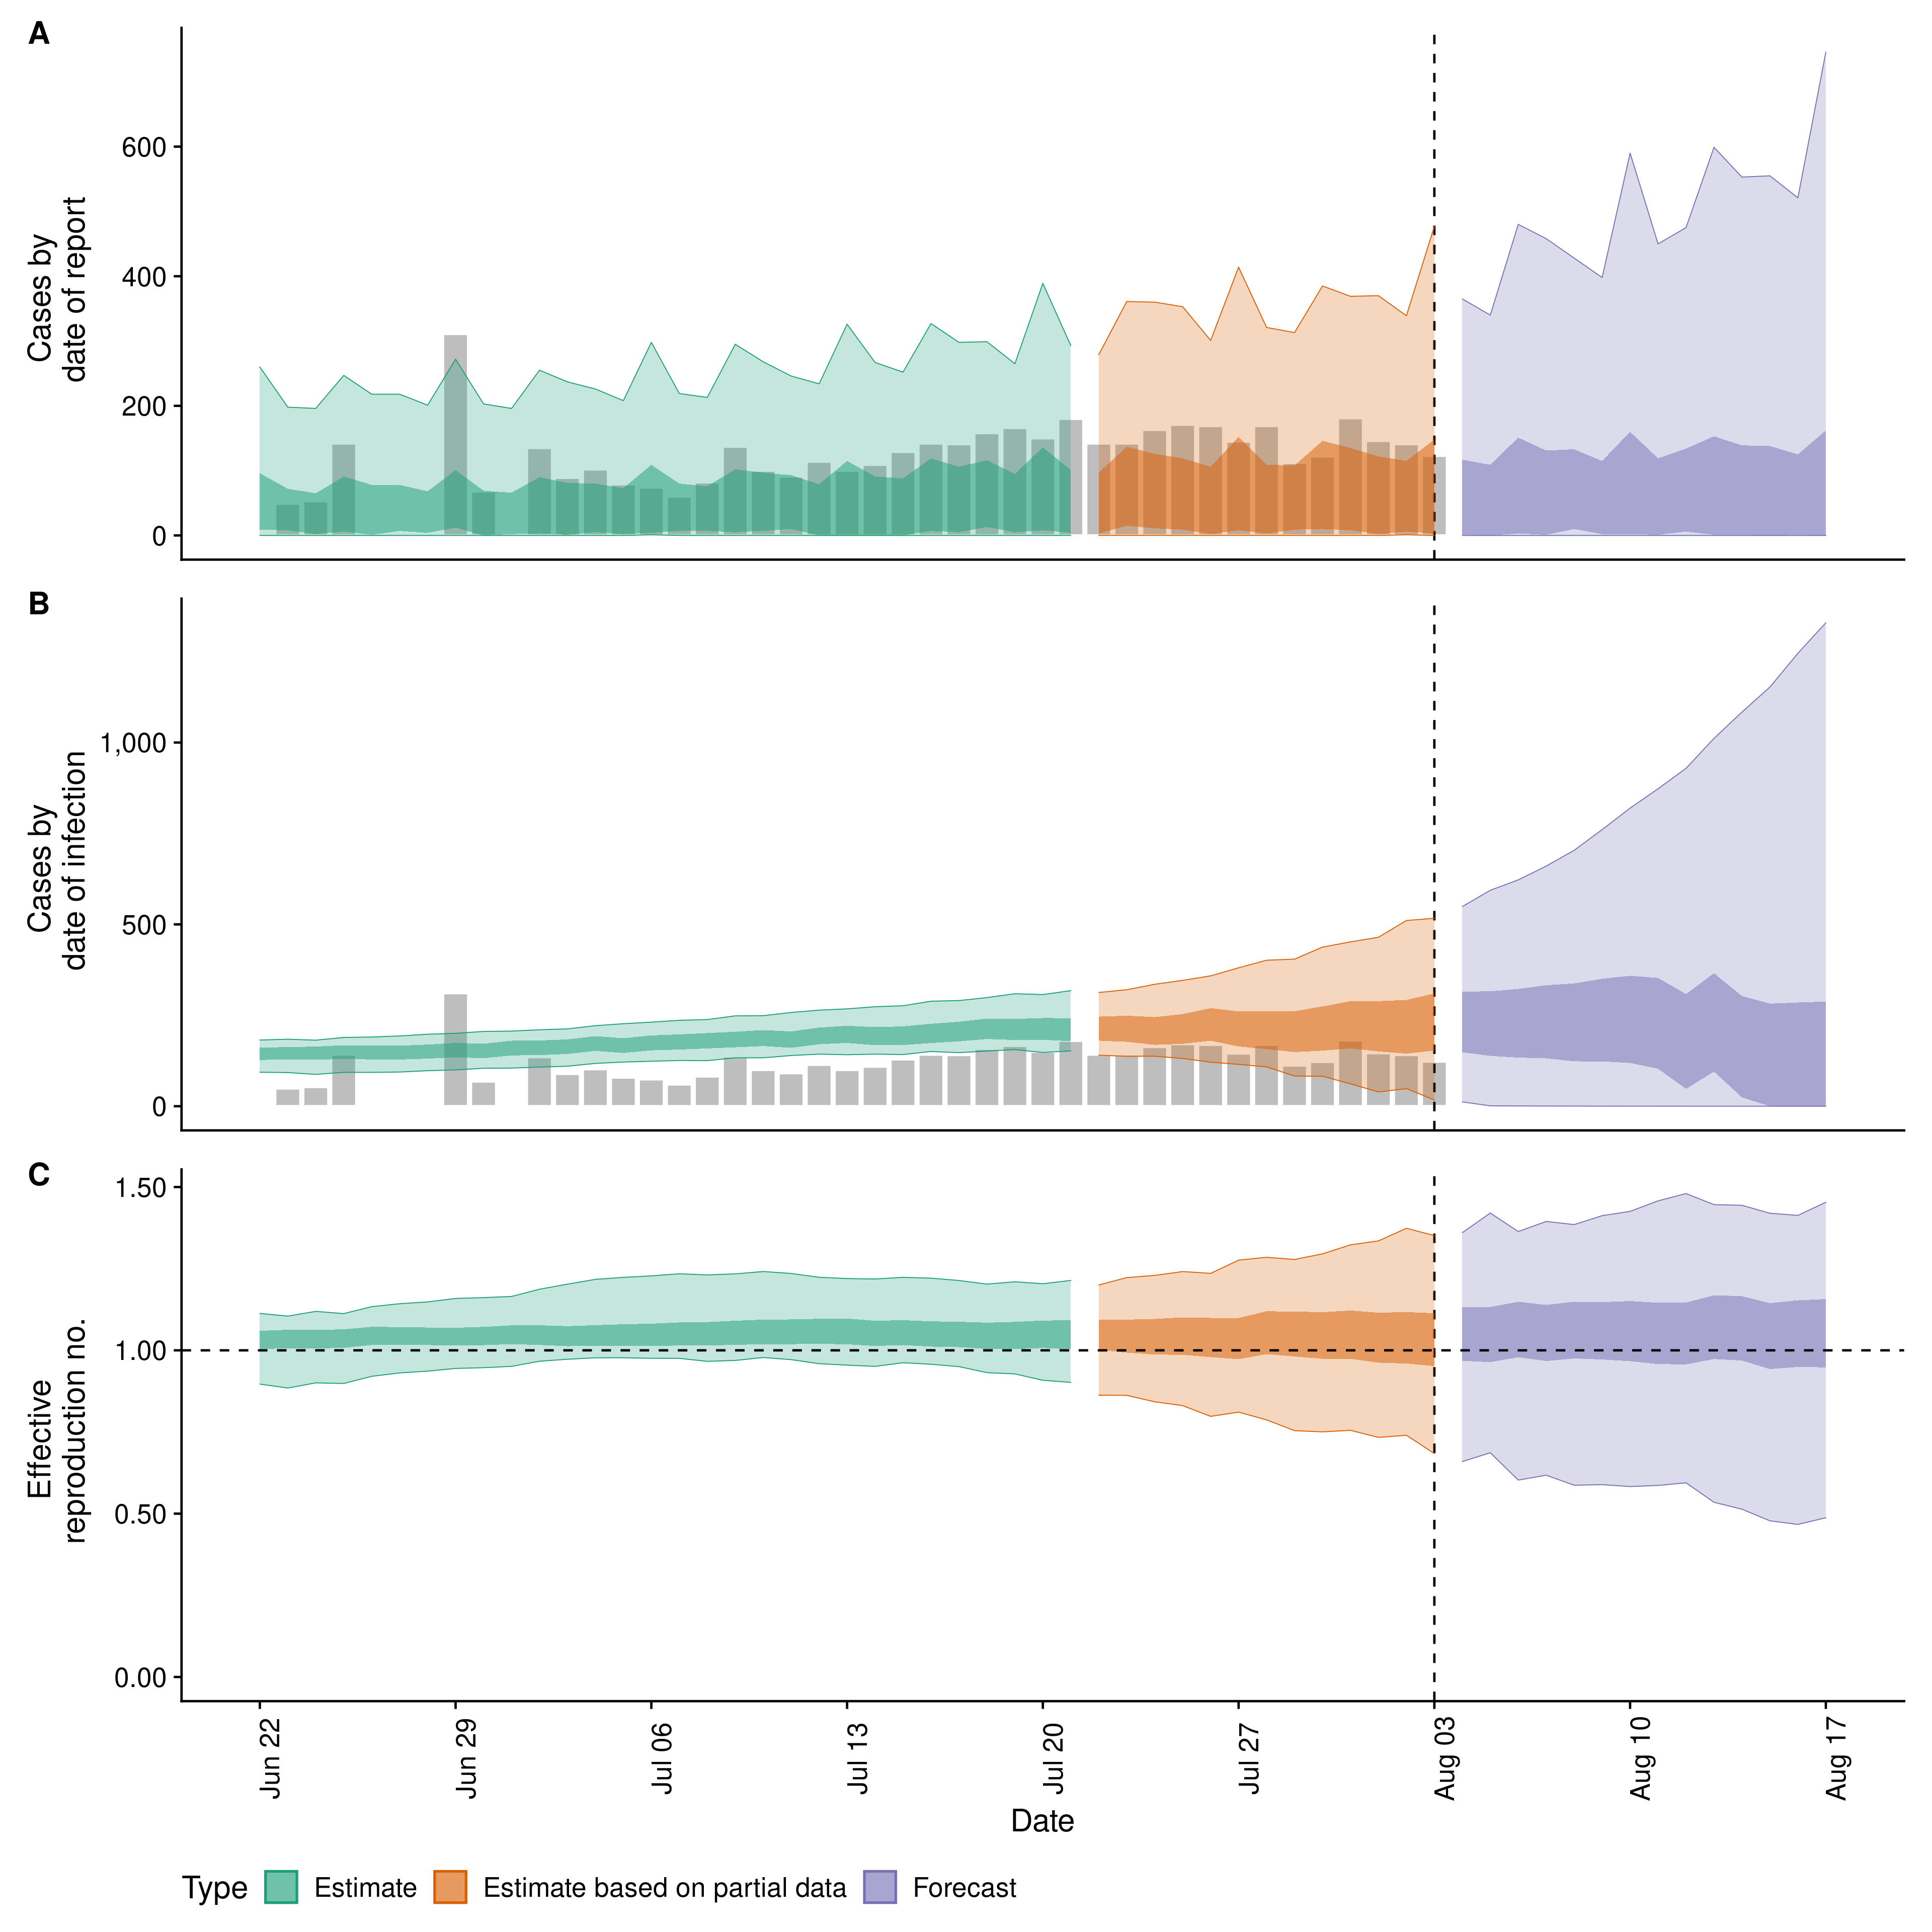 A
600
400
200
0
Cases by
date of report
B
1,000
500
0
Cases by
date of infection
C
1.50
1.00
0.50
0.00
Effective
reproduction no.
Jun 22
Jun 29
Jul 06
Jul 13
Jul 20
Jul 27
Aug 03
Aug 10
Aug 17
Date
Type Estimate Estimate based on partial data Forecast